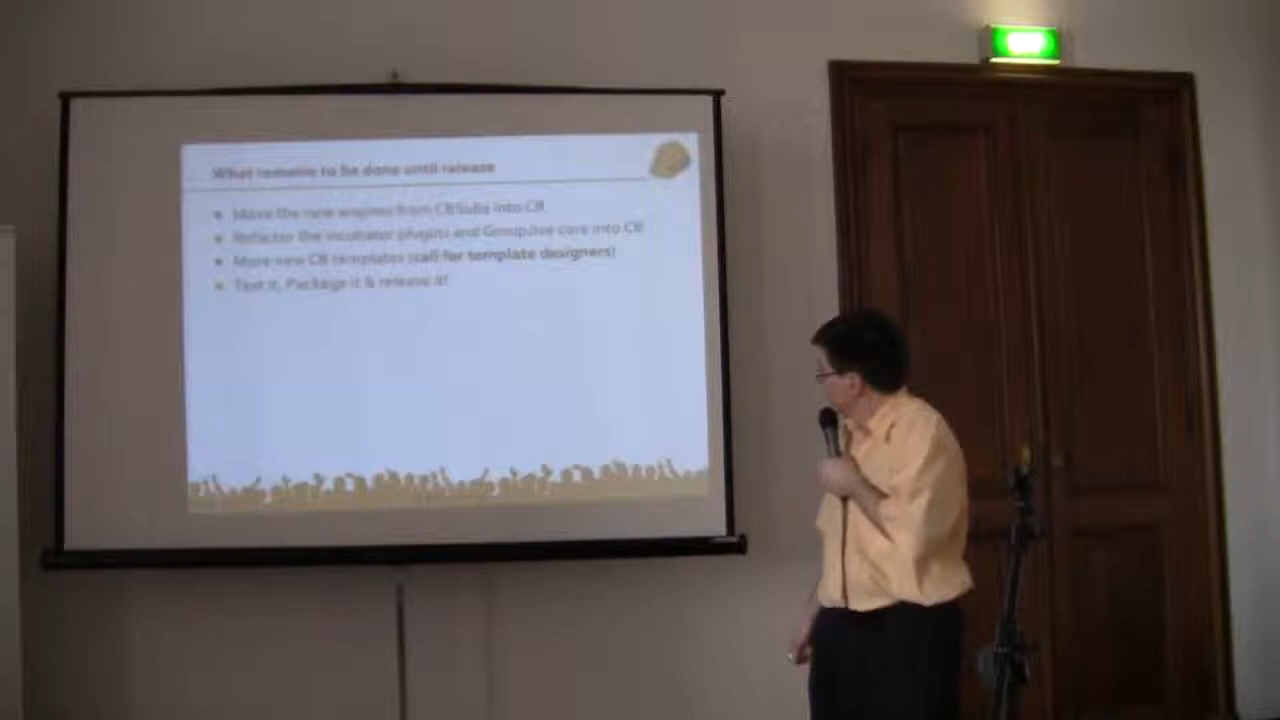 What remains to be done until release
Move the new engines from CBSubs into CB
Refactor the incubator plugins and GroupJive core into CB
More new CB templates (call for template designers)
Test it, Package it & release it!